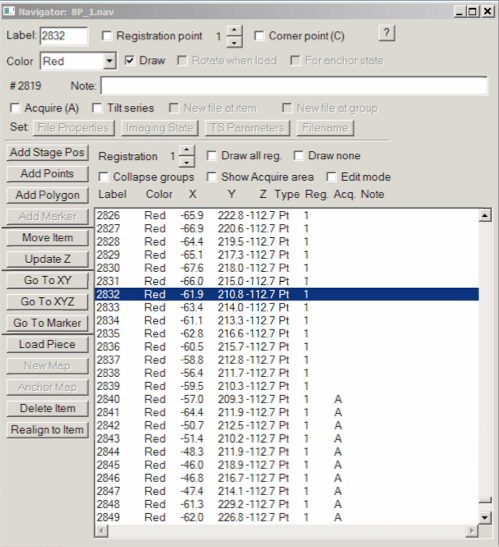 Navigator: 8P_1.nav
Label: 2832 Registration point 1 Corner point (C) ?
Color Red Draw Rotate when load For anchor state
# 2819 Note:
Acquire (A) Tilt series New file at item New file at group
Set: File Properties Imaging State TS Parameters Filename
Add Stage Pos Registration 1 Draw all reg. Draw none
Add Points Collapse groups Show Acquire area Edit mode
Add Polygon Label Color X Y Z Type Reg. Acq. Note
Add Marker
Move Item
Update Z
Go To XY
Go To XYZ
Go To Marker
Load Piece
New Map
Anchor Map
Delete Item
Realign to Item
2826 Red -65.9 222.8 -112.7 Pt 1
2827 Red -66.9 220.6 -112.7 Pt 1
2828 Red -64.4 219.5 -112.7 Pt 1
2829 Red -65.1 217.3 -112.7 Pt 1
2830 Red -67.6 218.0 -112.7 Pt 1
2831 Red -66.0 215.0 -112.7 Pt 1
2832 Red -61.9 210.8 -112.7 Pt 1
2833 Red -63.4 214.0 -112.7 Pt 1
2834 Red -61.1 213.3 -112.7 Pt 1
2835 Red -62.8 216.6 -112.7 Pt 1
2836 Red -60.5 215.7 -112.7 Pt 1
2837 Red -58.8 212.8 -112.7 Pt 1
2838 Red -56.4 211.7 -112.7 Pt 1
2839 Red -59.5 210.3 -112.7 Pt 1
2840 Red -57.0 209.3 -112.7 Pt 1 A
2841 Red -64.4 211.9 -112.7 Pt 1 A
2842 Red -50.7 212.5 -112.7 Pt 1 A
2843 Red -51.4 210.2 -112.7 Pt 1 A
2844 Red -48.3 211.9 -112.7 Pt 1 A
2845 Red -46.0 218.9 -112.7 Pt 1 A
2846 Red -46.8 216.7 -112.7 Pt 1 A
2847 Red -47.4 214.1 -112.7 Pt 1 A
2848 Red -61.3 229.2 -112.7 Pt 1 A
2849 Red -62.0 226.8 -112.7 Pt 1 A